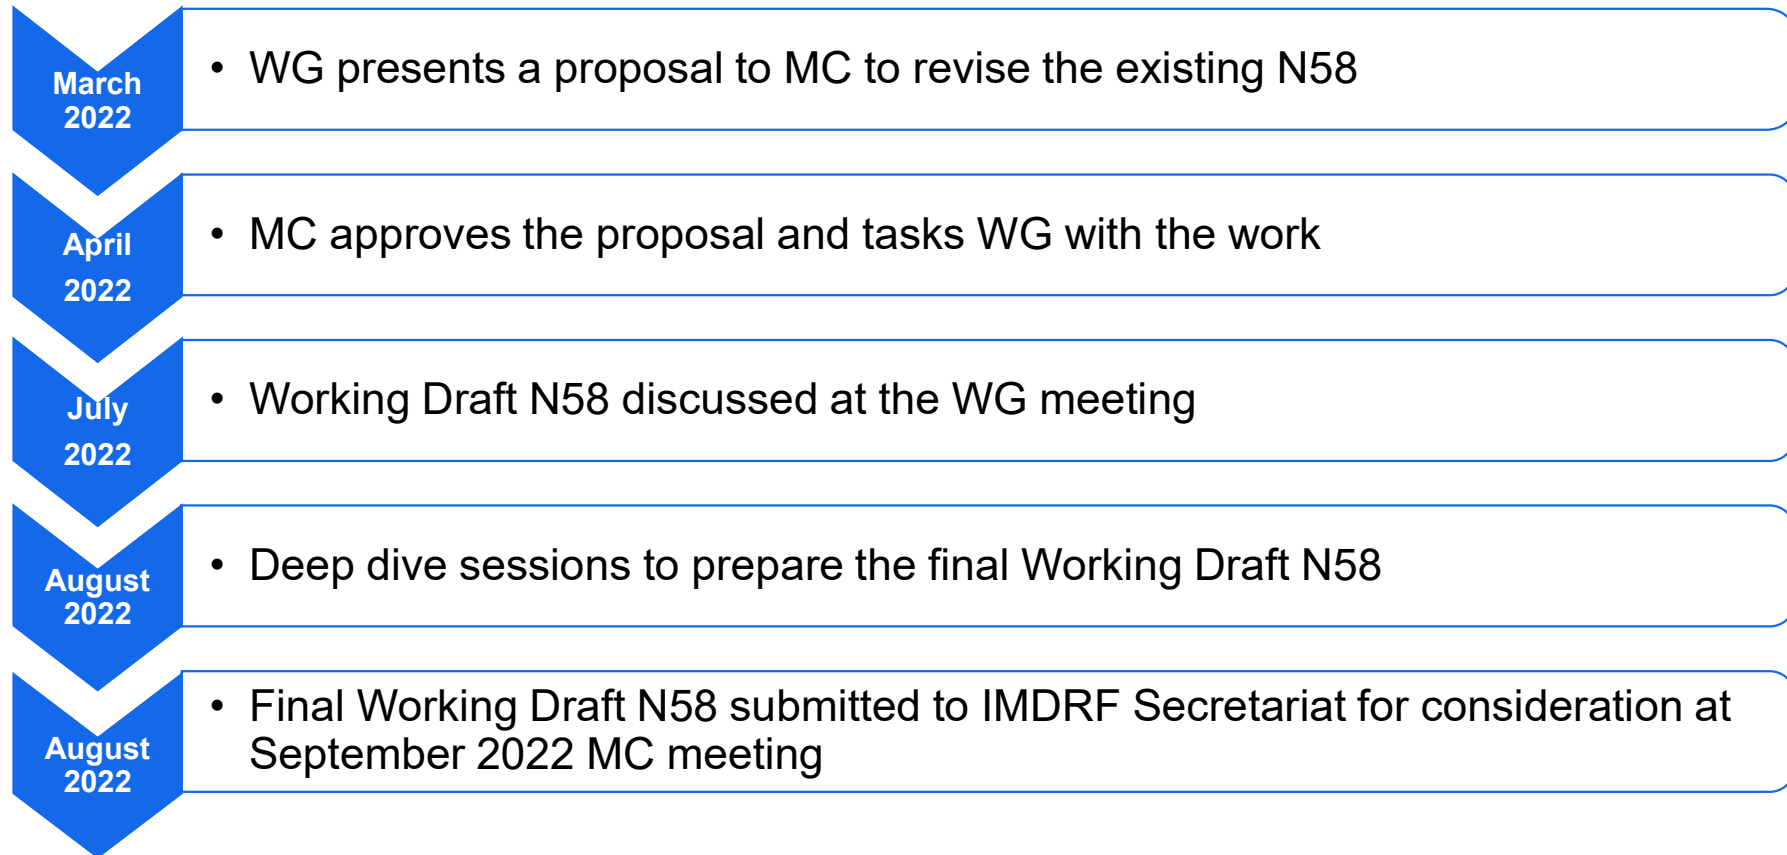 March
2022
• WG presents a proposal to MC to revise the existing N58
April
2022
• MC approves the proposal and tasks WG with the work
July
2022
• Working Draft N58 discussed at the WG meeting
August
2022
• Deep dive sessions to prepare the final Working Draft N58
August
2022
• Final Working Draft N58 submitted to IMDRF Secretariat for consideration at
September 2022 MC meeting